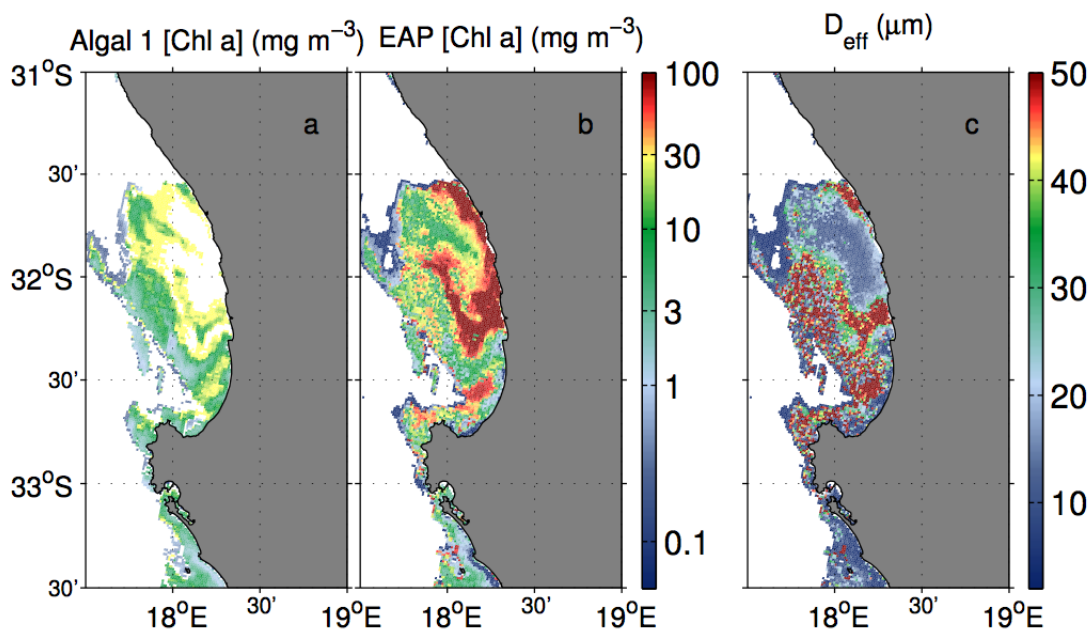 Algal 1 [Chl a] (mg m⁻³) EAP [Chl a] (mg m⁻³) D_eff (μm)
31°S
30'
32°S
30'
33°S
30'
a
b
c
100
30
10
3
1
0.1
50
40
30
20
10
18°E 30' 19°E 18°E 30' 19°E 18°E 30' 19°E